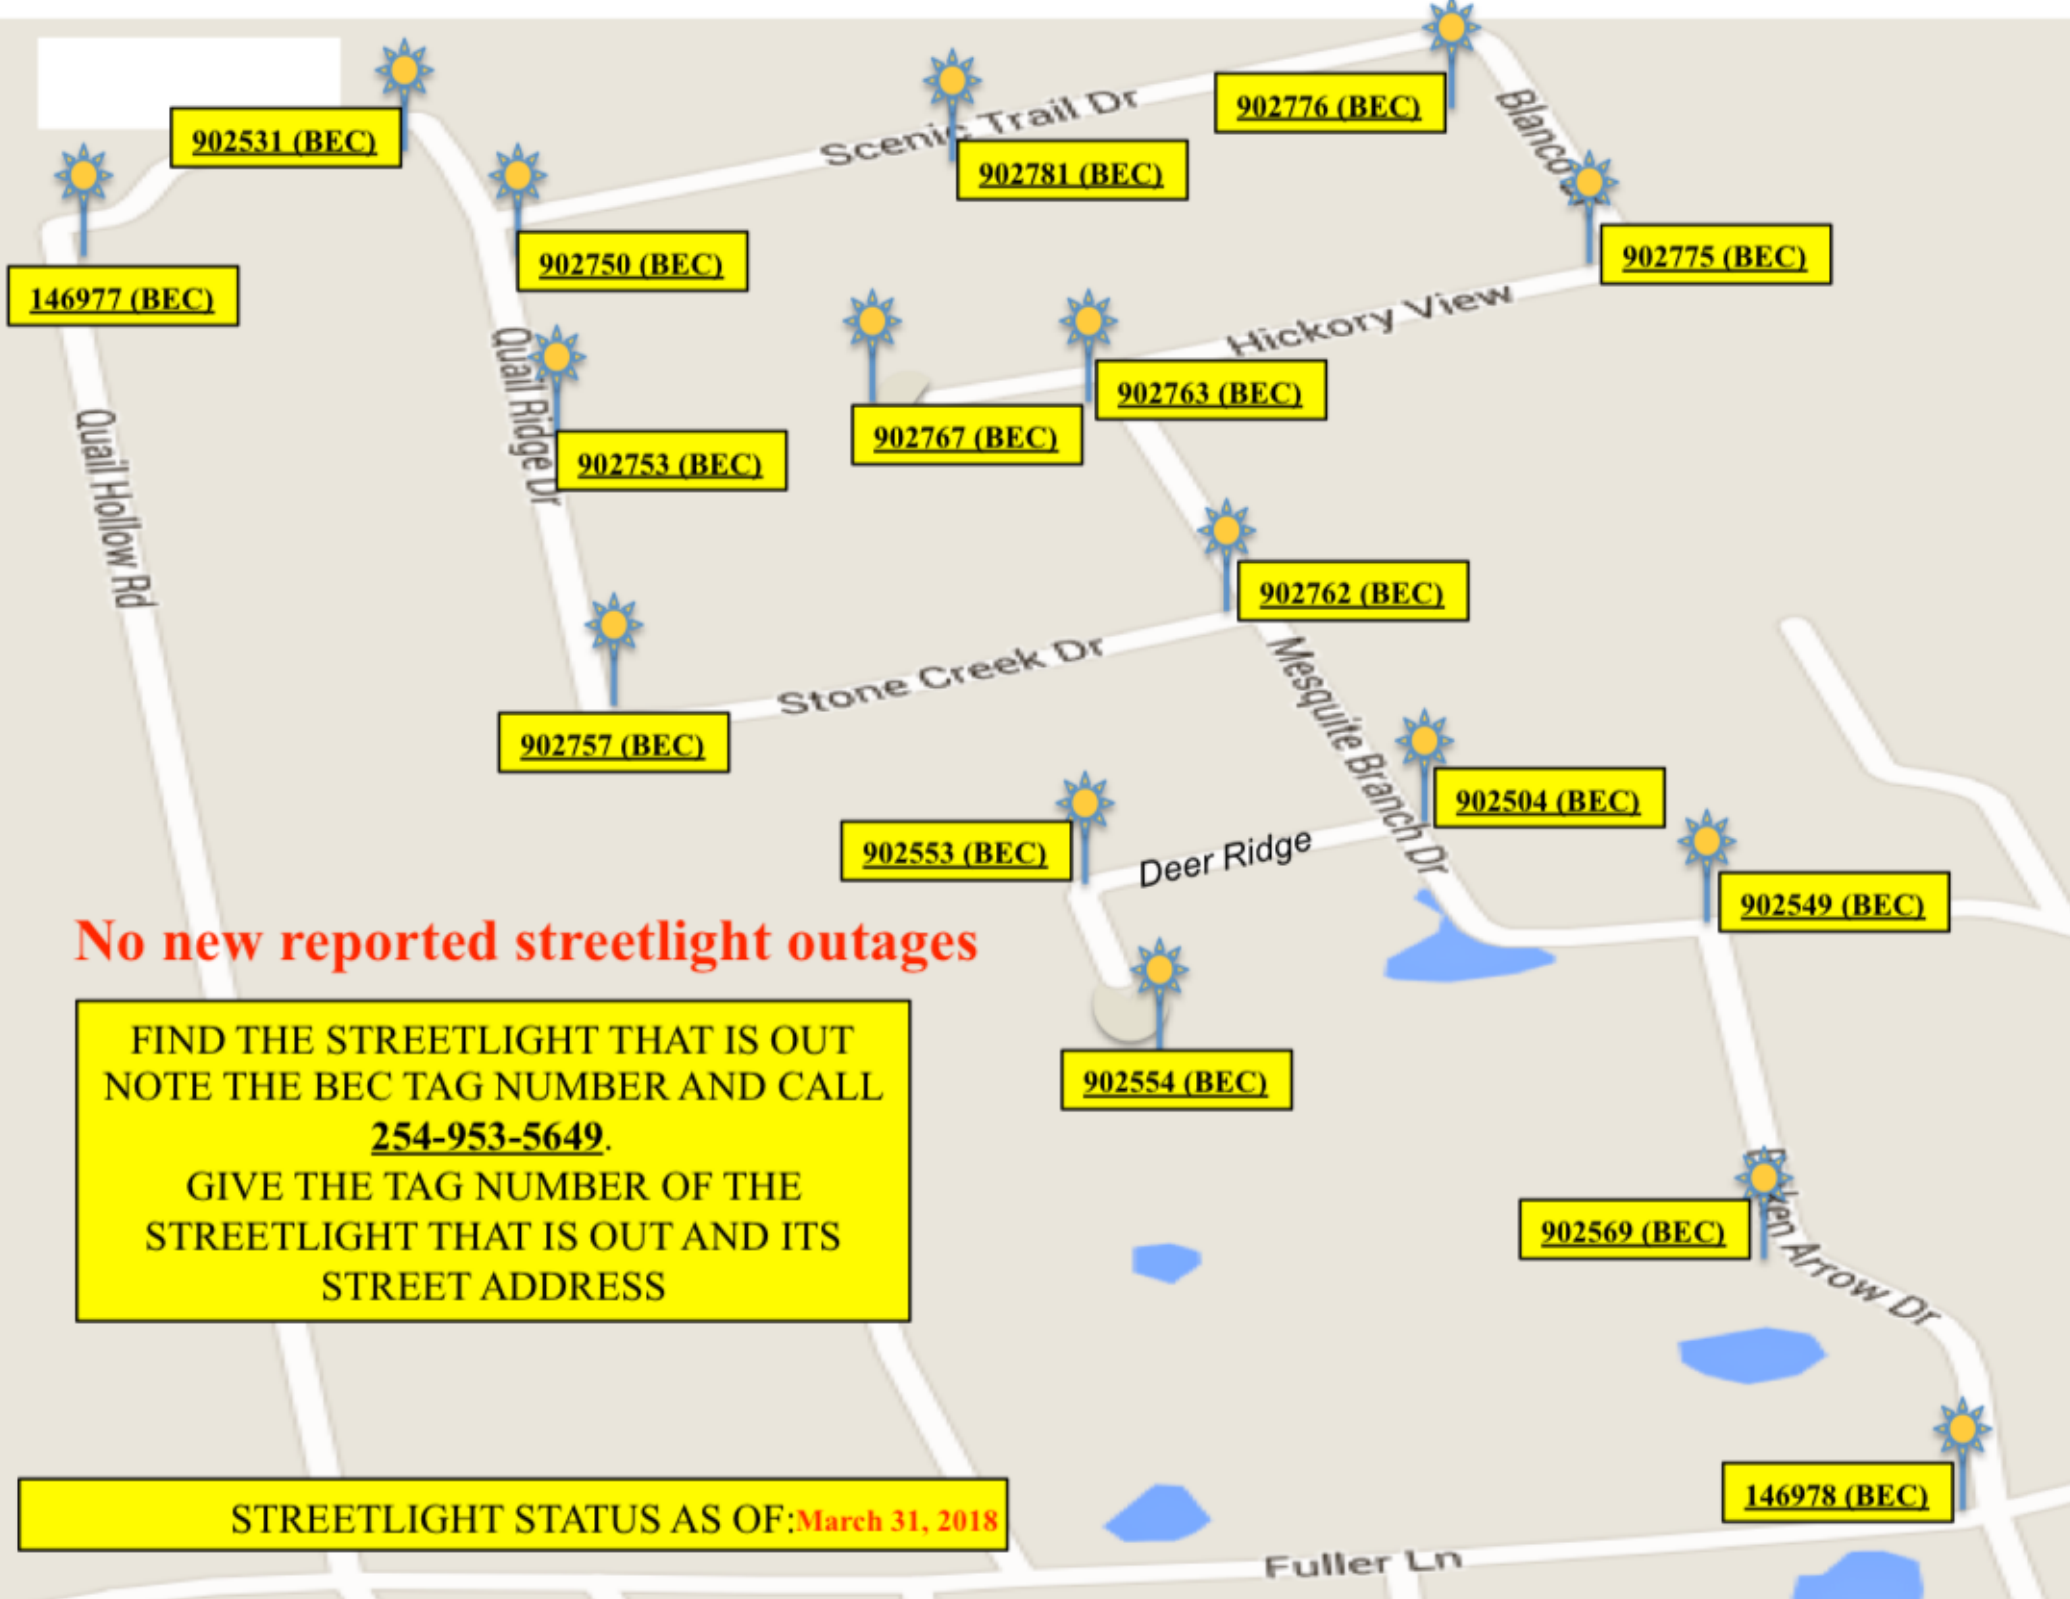 902531 (BEC)
902776 (BEC)
Scenic Trail Dr
902781 (BEC)
Blanco
902750 (BEC)
902775 (BEC)
146977 (BEC)
Hickory View
Quail Ridge Dr
902763 (BEC)
902767 (BEC)
902753 (BEC)
Quail Hollow Rd
902762 (BEC)
Stone Creek Dr
Mesquite Branch Dr
902757 (BEC)
902504 (BEC)
902553 (BEC)
Deer Ridge
902549 (BEC)
No new reported streetlight outages
FIND THE STREETLIGHT THAT IS OUT
NOTE THE BEC TAG NUMBER AND CALL
254-953-5649.
GIVE THE TAG NUMBER OF THE
STREETLIGHT THAT IS OUT AND ITS
STREET ADDRESS
902554 (BEC)
902569 (BEC)
Arrow Dr
146978 (BEC)
STREETLIGHT STATUS AS OF: March 31, 2018
Fuller Ln